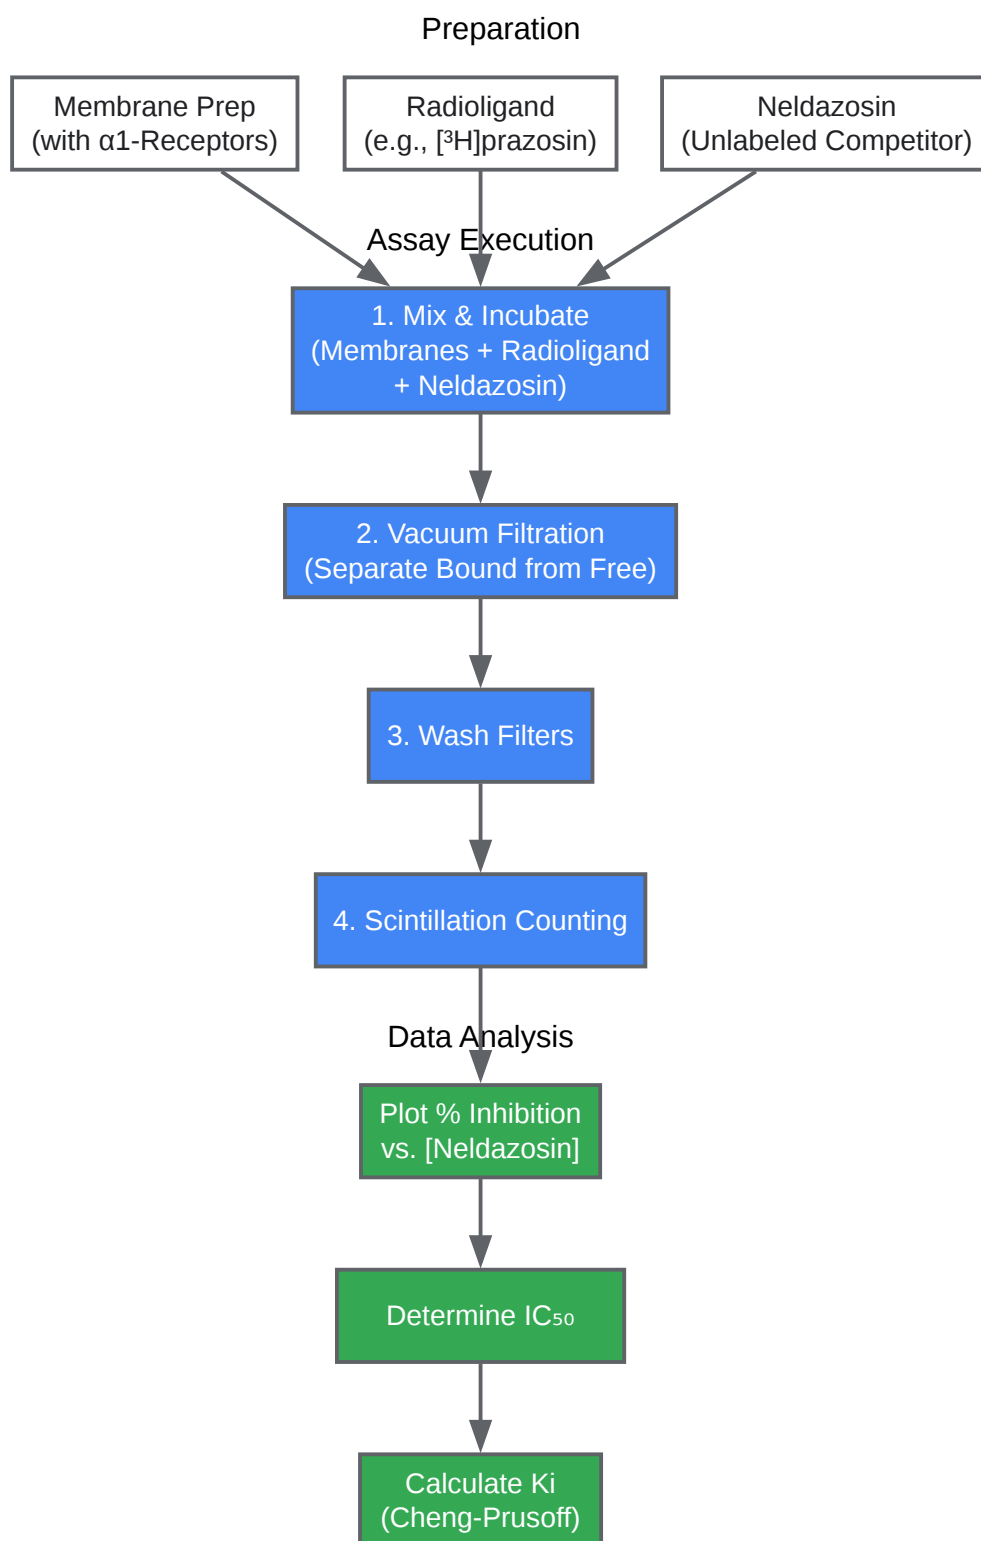 Preparation
Membrane Prep
(with α1-Receptors)
Radioligand
(e.g., [³H]prazosin)
Neldazosin
(Unlabeled Competitor)
Assay Execution
1. Mix & Incubate
(Membranes + Radioligand
+ Neldazosin)
2. Vacuum Filtration
(Separate Bound from Free)
3. Wash Filters
4. Scintillation Counting
Data Analysis
Plot % Inhibition
vs. [Neldazosin]
Determine IC₅₀
Calculate Ki
(Cheng-Prusoff)